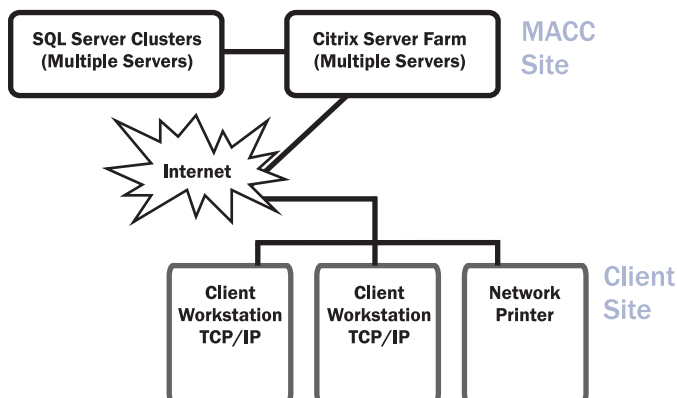 SQL Server Clusters
(Multiple Servers)
Citrix Server Farm
(Multiple Servers)
MACC
Site
Internet
Client
Workstation
TCP/IP
Client
Workstation
TCP/IP
Network
Printer
Client
Site